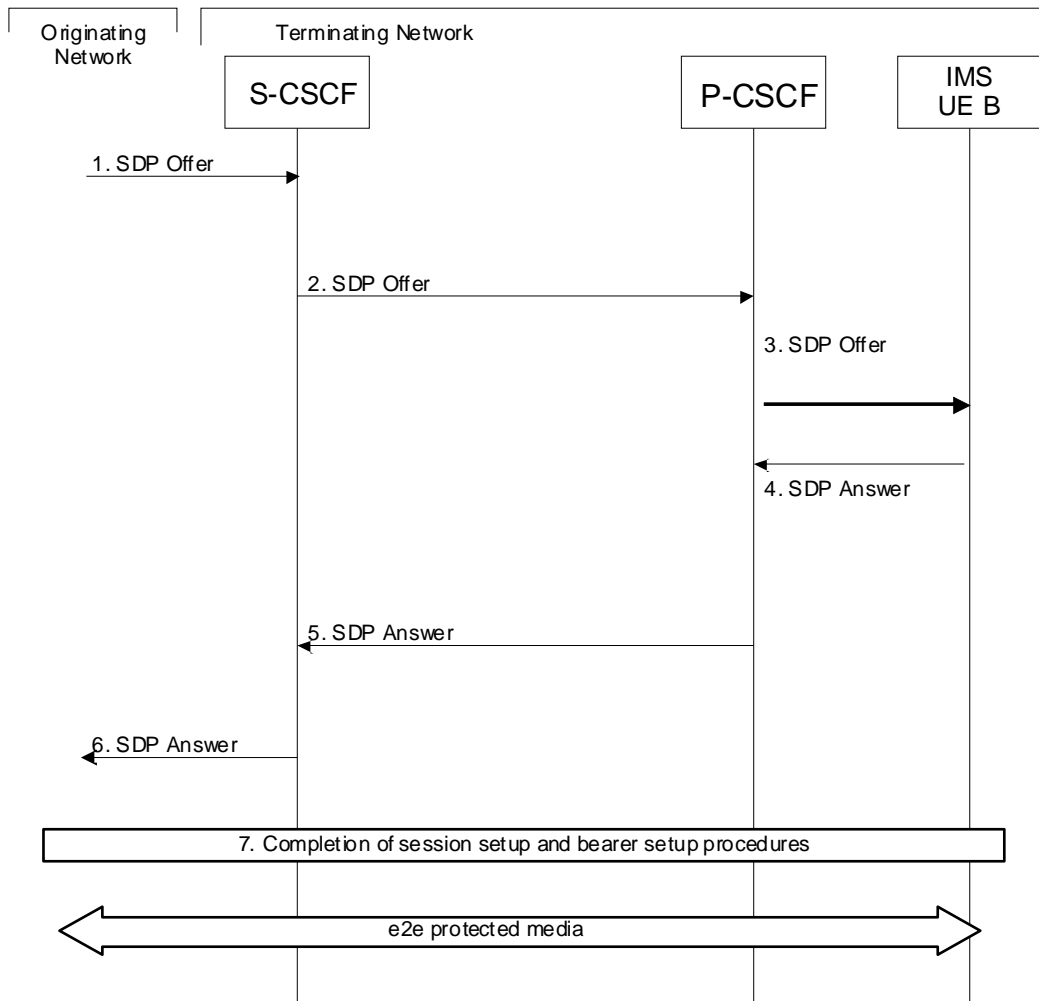 Originating
Network
Terminating Network
S-CSCF
P-CSCF
IMS
UE B
1. SDP Offer
2. SDP Offer
3. SDP Offer
4. SDP Answer
5. SDP Answer
6. SDP Answer
7. Completion of session setup and bearer setup procedures
e2e protected media